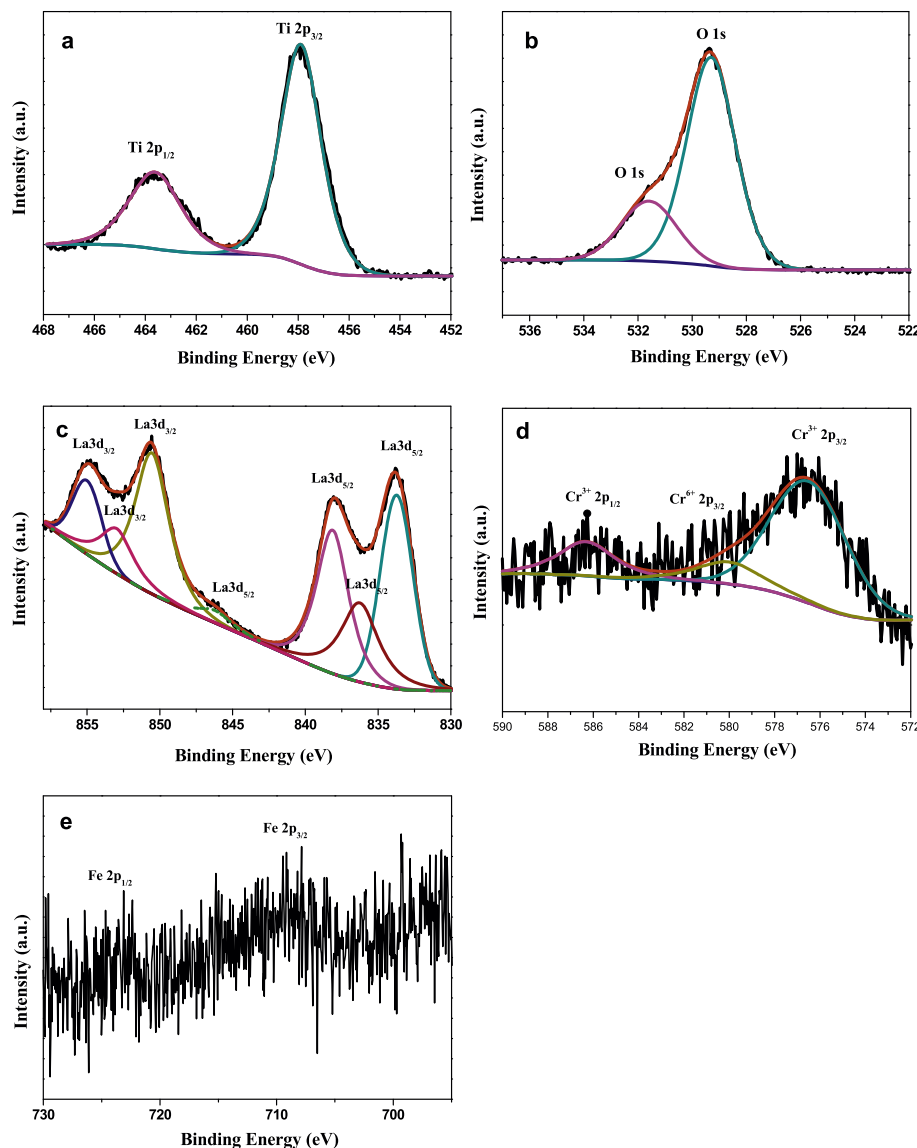 a
Ti 2p3/2
Ti 2p1/2
Intensity (a.u.)
468 466 464 462 460 458 456 454 452
Binding Energy (eV)
b
O 1s
O 1s
Intensity (a.u.)
536 534 532 530 528 526 524 522
Binding Energy (eV)
c
La3d3/2
La3d3/2
La3d5/2
La3d5/2
La3d3/2
La3d5/2
La3d5/2
Intensity (a.u.)
855 850 845 840 835 830
Binding Energy (eV)
d
Cr3+ 2p3/2
Cr3+ 2p1/2
Cr6+ 2p3/2
Intensity (a.u.)
590 588 586 584 582 580 578 576 574 572
Binding Energy (eV)
e
Fe 2p3/2
Fe 2p1/2
Intensity (a.u.)
730 720 710 700
Binding Energy (eV)